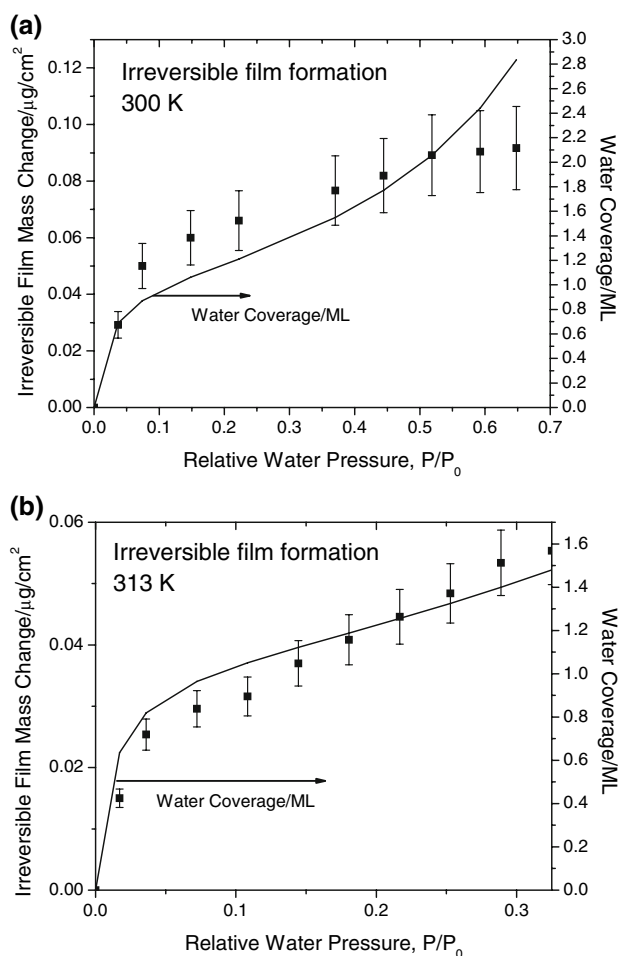 (a)
Irreversible film formation
300 K
Irreversible Film Mass Change/μg/cm²
0.12
0.10
0.08
0.06
0.04
0.02
0.00
3.0
2.8
2.6
2.4
2.2
2.0
1.8
1.6
1.4
1.2
1.0
0.8
0.6
0.4
0.2
0.0
Water Coverage/ML
Water Coverage/ML
0.0 0.1 0.2 0.3 0.4 0.5 0.6 0.7
Relative Water Pressure, P/P₀
(b)
Irreversible film formation
313 K
Irreversible Film Mass Change/μg/cm²
0.06
0.04
0.02
0.00
1.6
1.4
1.2
1.0
0.8
0.6
0.4
0.2
0.0
Water Coverage/ML
Water Coverage/ML
0.0 0.1 0.2 0.3
Relative Water Pressure, P/P₀